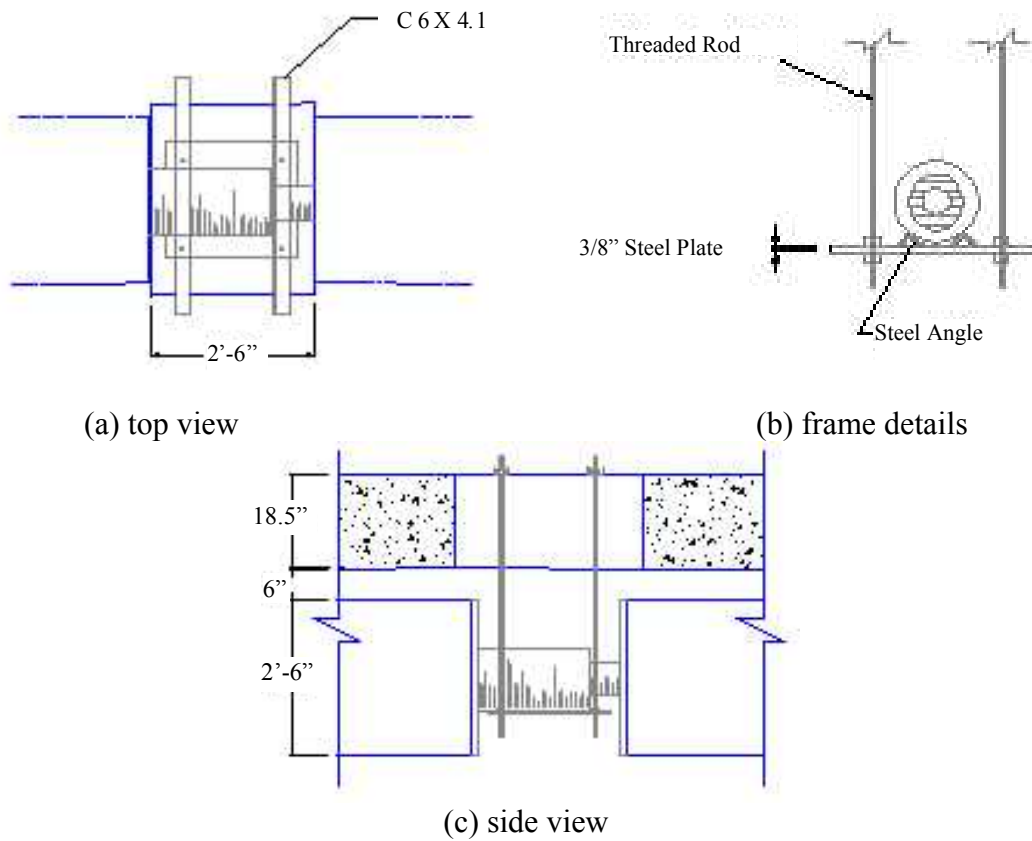 C 6 X 4.1
Threaded Rod
3/8” Steel Plate
Steel Angle
2’-6”
(a) top view
(b) frame details
18.5”
6”
2’-6”
(c) side view